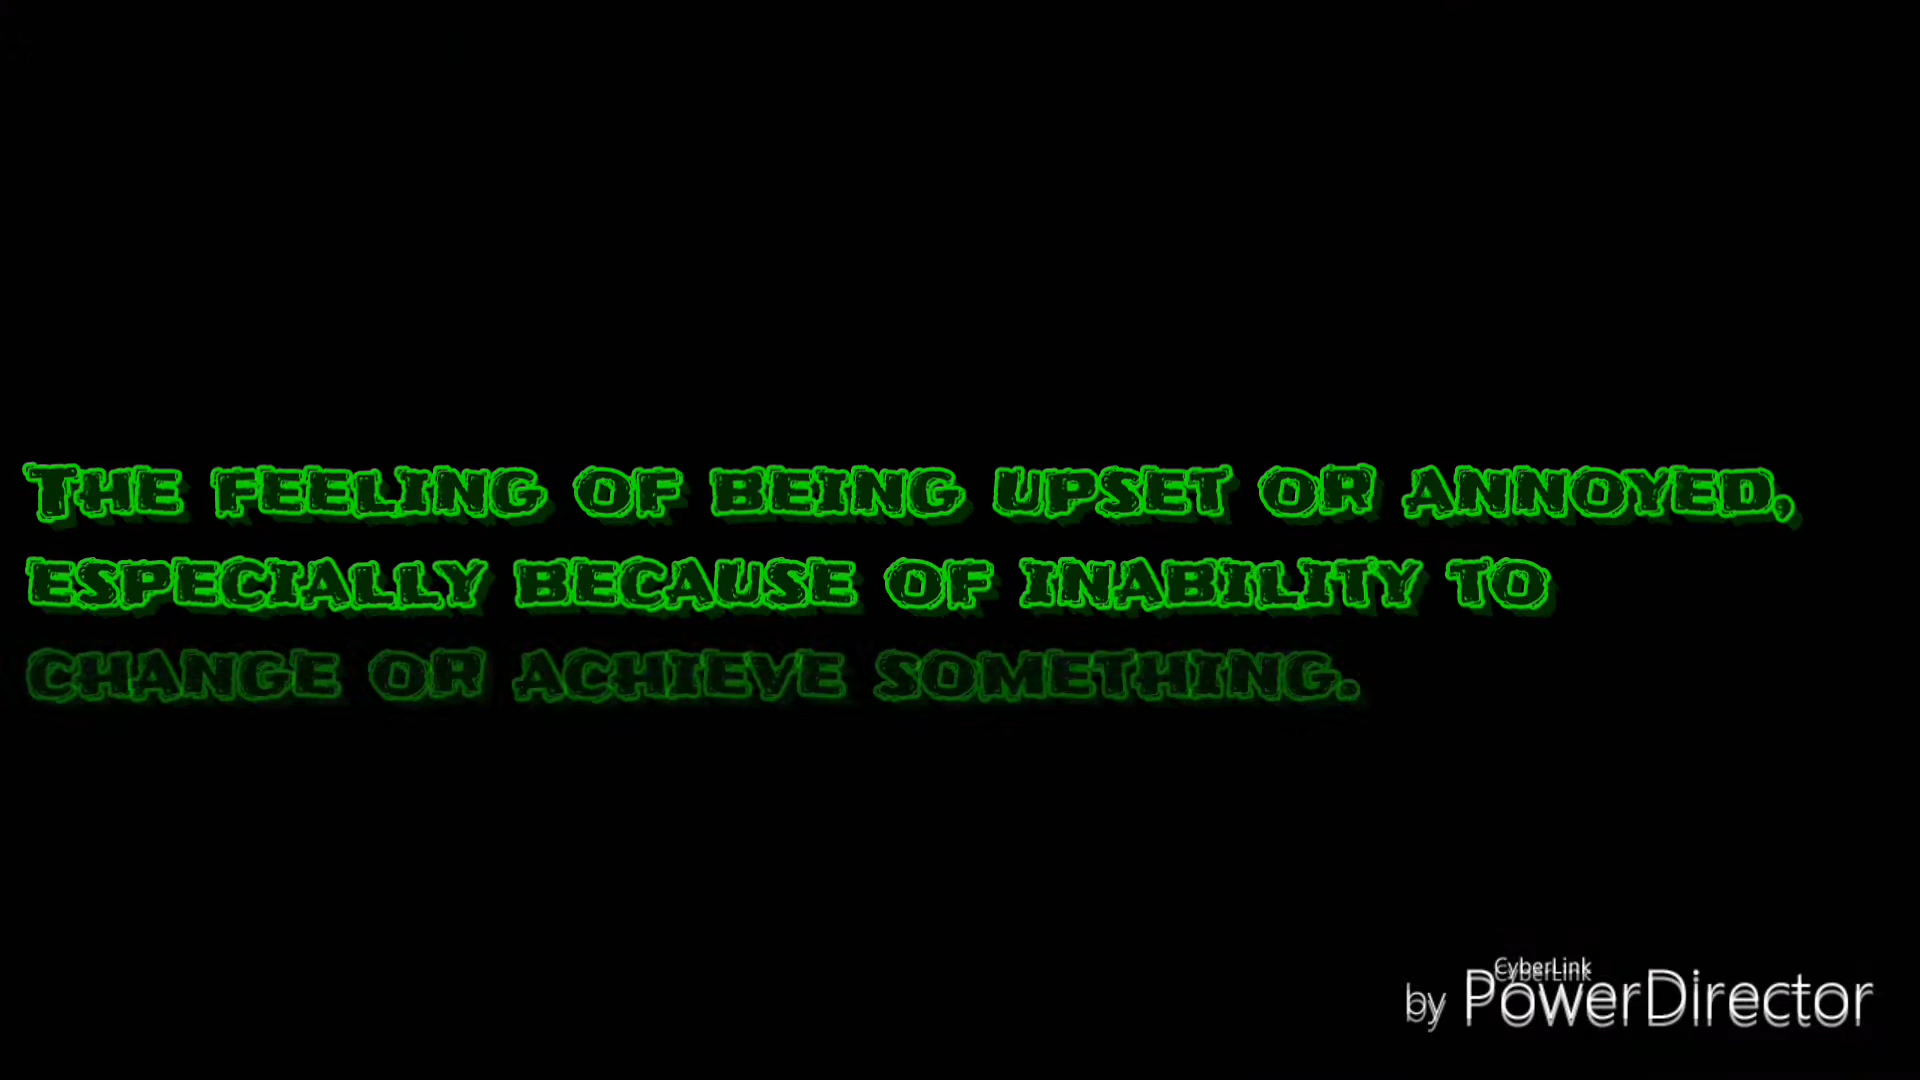 The feeling of being upset or annoyed,
especially because of inability to
change or achieve something.
CyberLink
by PowerDirector